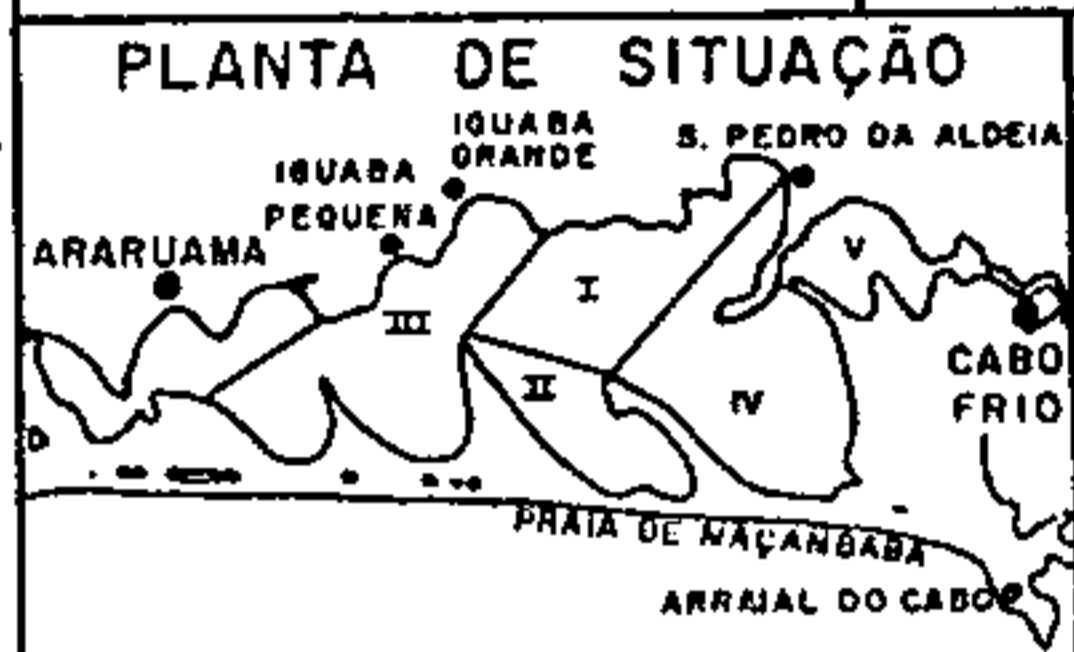 PLANTA DE SITUAÇÃO
IGUABA
GRANDE
S. PEDRO DA ALDEIA
IGUABA
PEQUENA
ARARUAMA
V
I
III
CABO
FRIO
II
IV
PRAIA DE MAÇAMBABA
ARRAIAL DO CABO